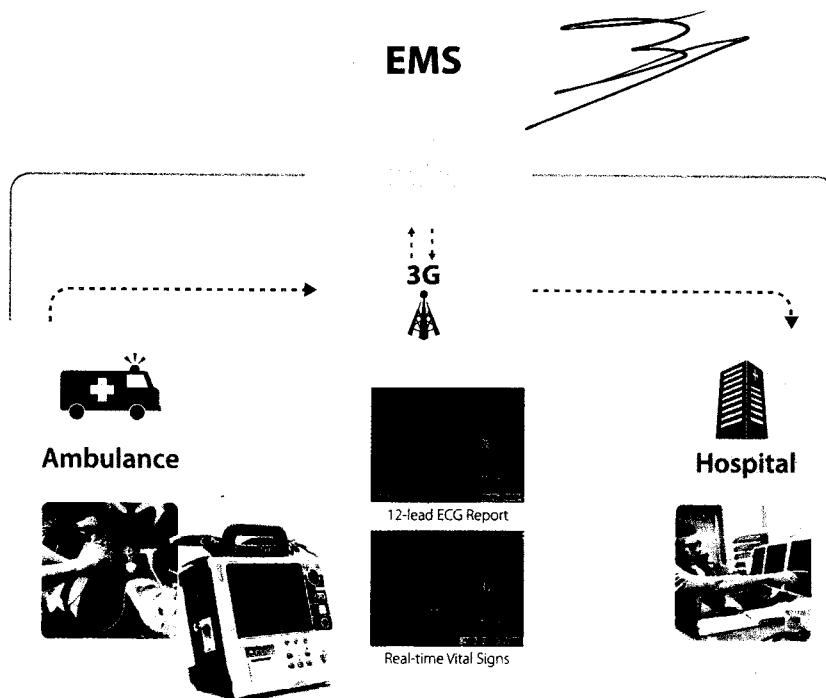 EMS
3G
Ambulance
Hospital
12-lead ECG Report
Real-time Vital Signs